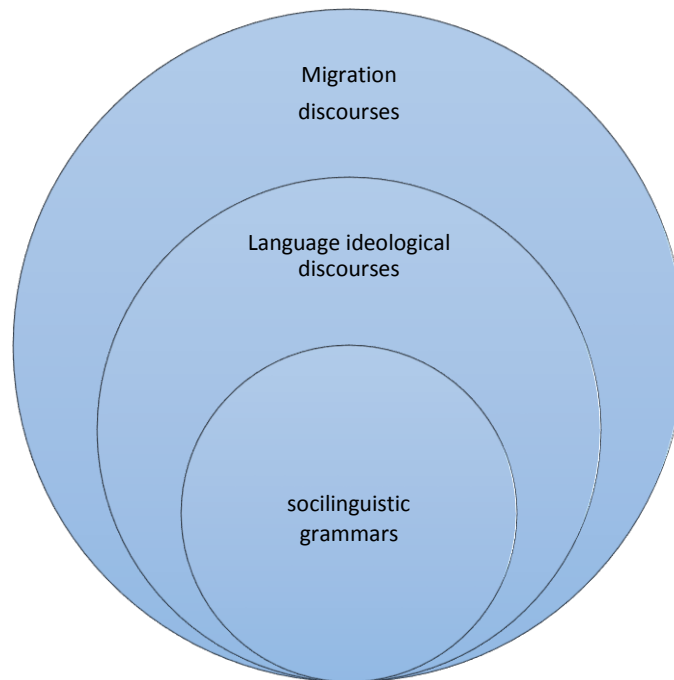 Migration
discourses
Language ideological
discourses
socilinguistic
grammars